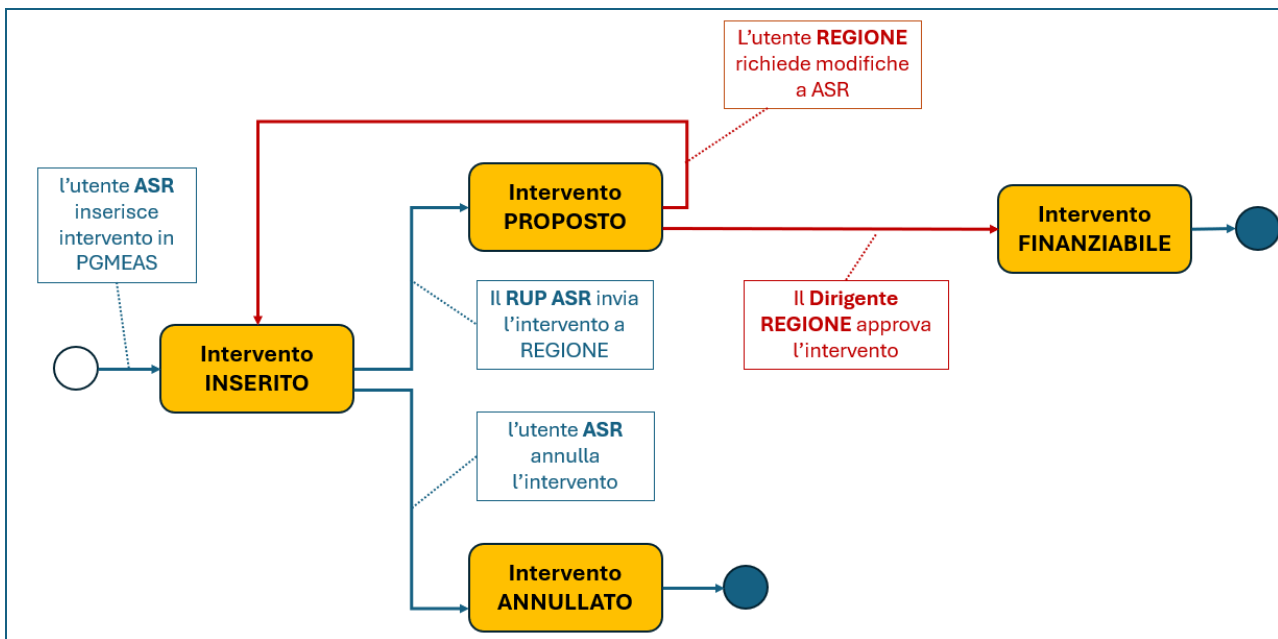 L'utente REGIONE
richiede modifiche
a ASR
l'utente ASR
inserisce
intervento in
PGMEAS
Intervento
PROPOSTO
Intervento
FINANZIABILE
Il RUP ASR invia
l'intervento a
REGIONE
Il Dirigente
REGIONE approva
l'intervento
Intervento
INSERITO
l'utente ASR
annulla
l'intervento
Intervento
ANNULLATO